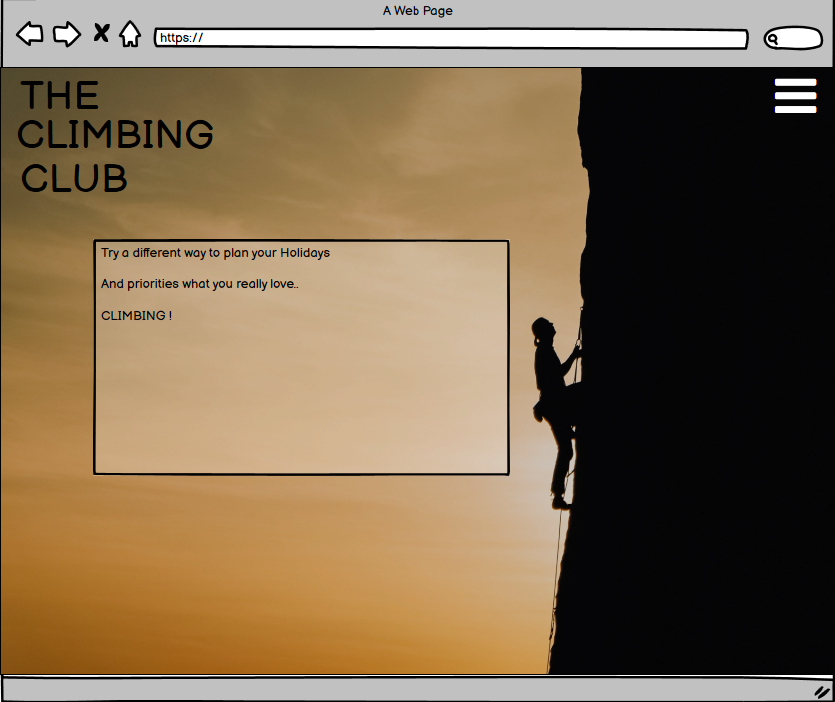 A Web Page
https://
THE
CLIMBING
CLUB
Try a different way to plan your Holidays
And priorities what you really love..
CLIMBING !